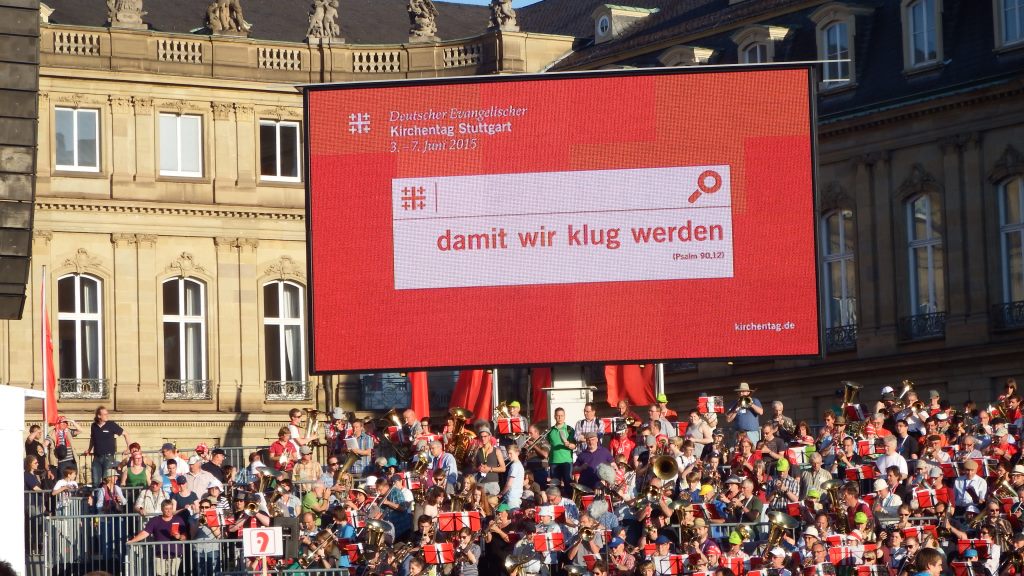 Deutscher Evangelischer
Kirchentag Stuttgart
3. – 7. Juni 2015
damit wir klug werden
(Psalm 90,12)
kirchentag.de